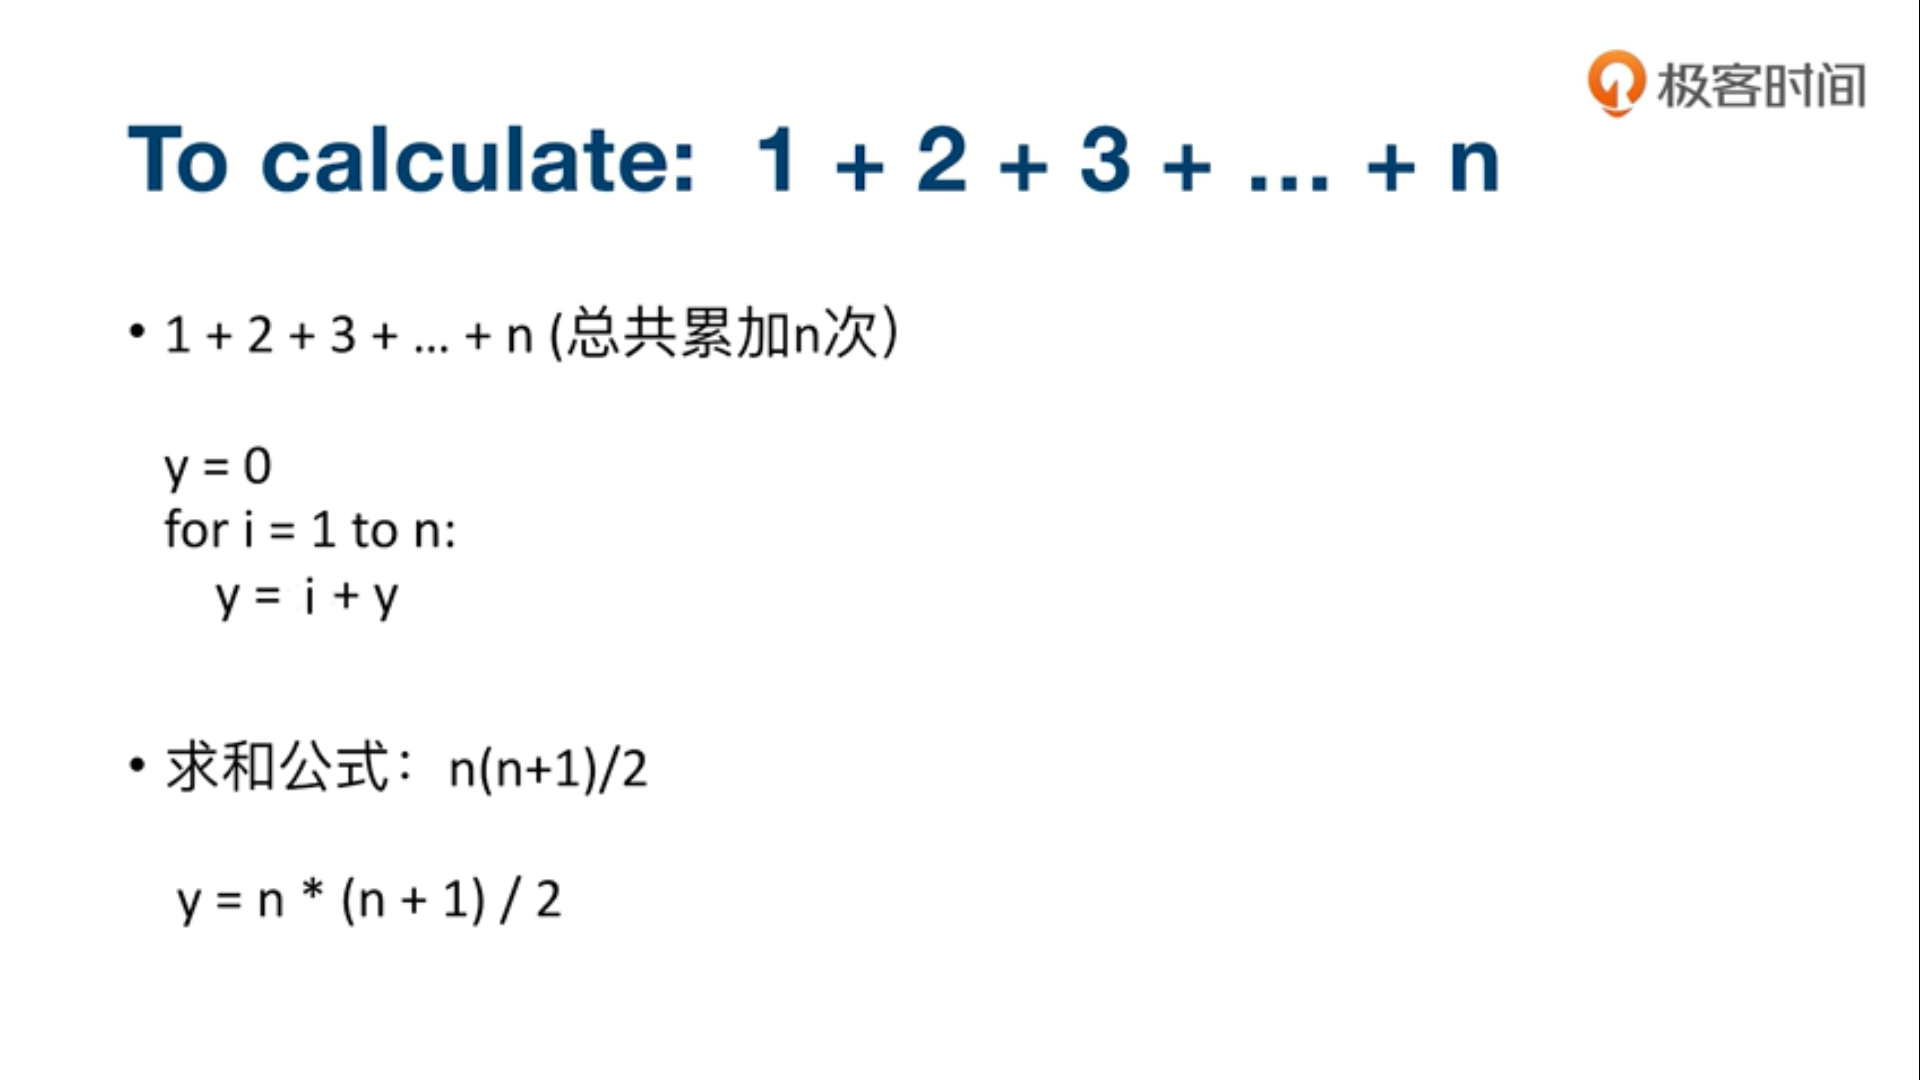 极客时间
To calculate: 1 + 2 + 3 + ... + n
• 1 + 2 + 3 + ... + n (总共累加n次）
y = 0
for i = 1 to n:
y = i + y
• 求和公式：n(n+1)/2
y = n * (n + 1) / 2